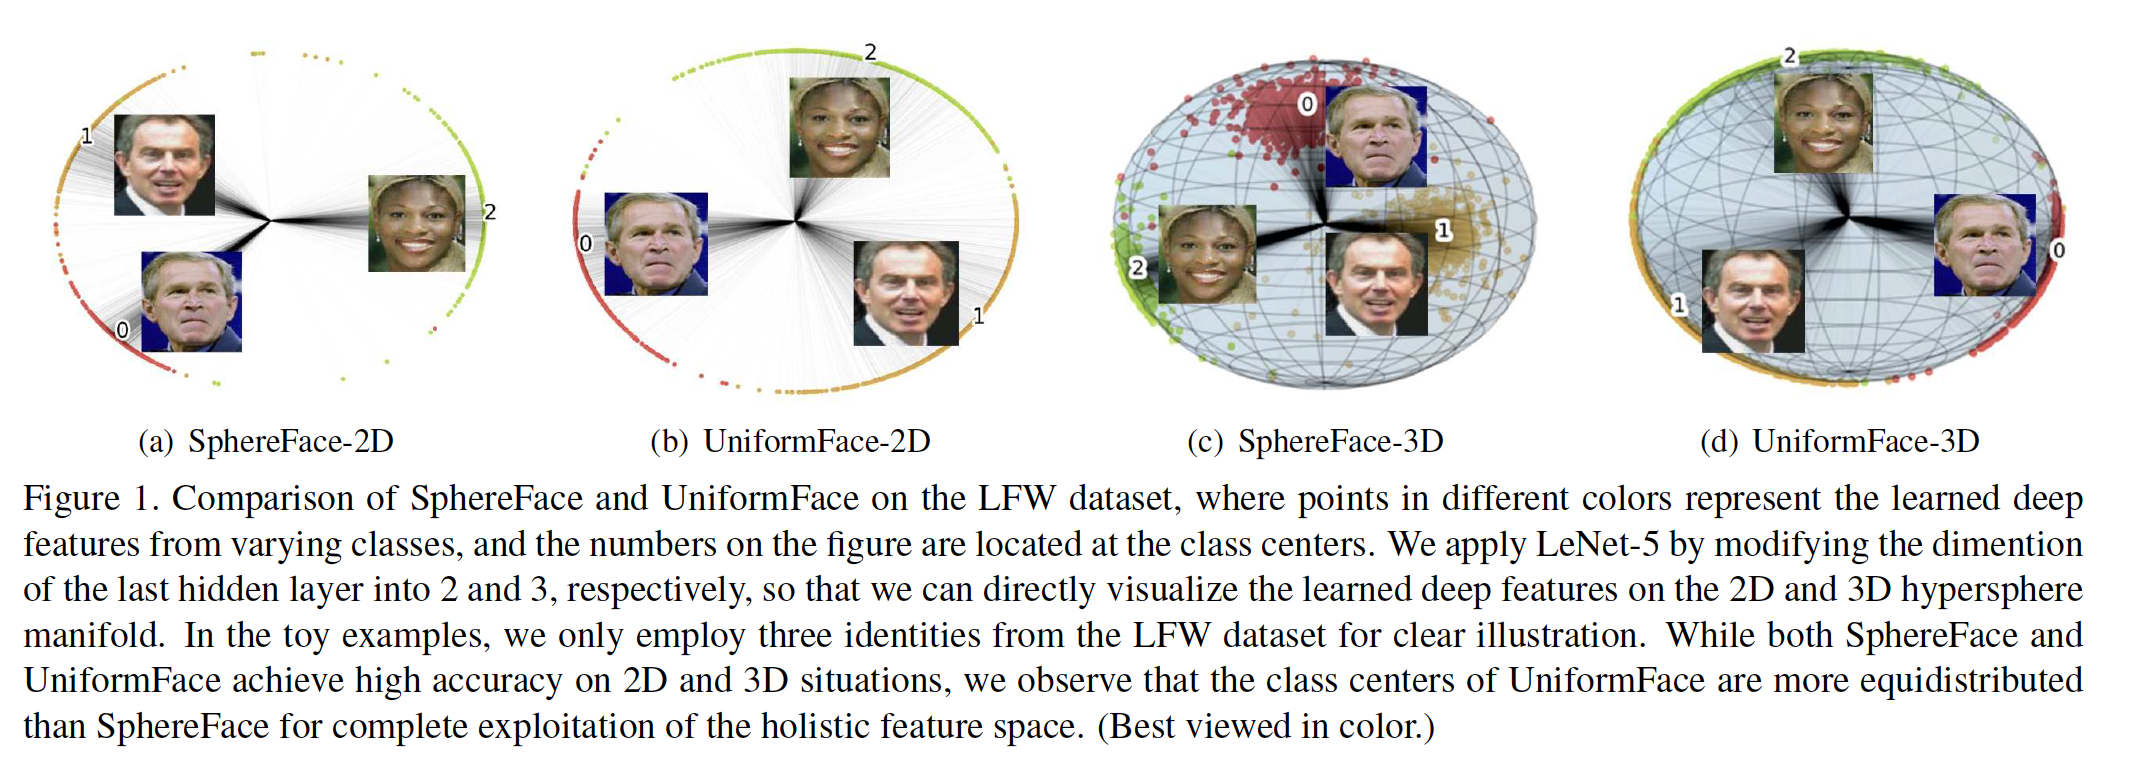 2
1
0
2
0
1
0
1
2
2
0
1
(a) SphereFace-2D
(b) UniformFace-2D
(c) SphereFace-3D
(d) UniformFace-3D
Figure 1. Comparison of SphereFace and UniformFace on the LFW dataset, where points in different colors represent the learned deep
features from varying classes, and the numbers on the figure are located at the class centers. We apply LeNet-5 by modifying the dimention
of the last hidden layer into 2 and 3, respectively, so that we can directly visualize the learned deep features on the 2D and 3D hypersphere
manifold. In the toy examples, we only employ three identities from the LFW dataset for clear illustration. While both SphereFace and
UniformFace achieve high accuracy on 2D and 3D situations, we observe that the class centers of UniformFace are more equidistributed
than SphereFace for complete exploitation of the holistic feature space. (Best viewed in color.)